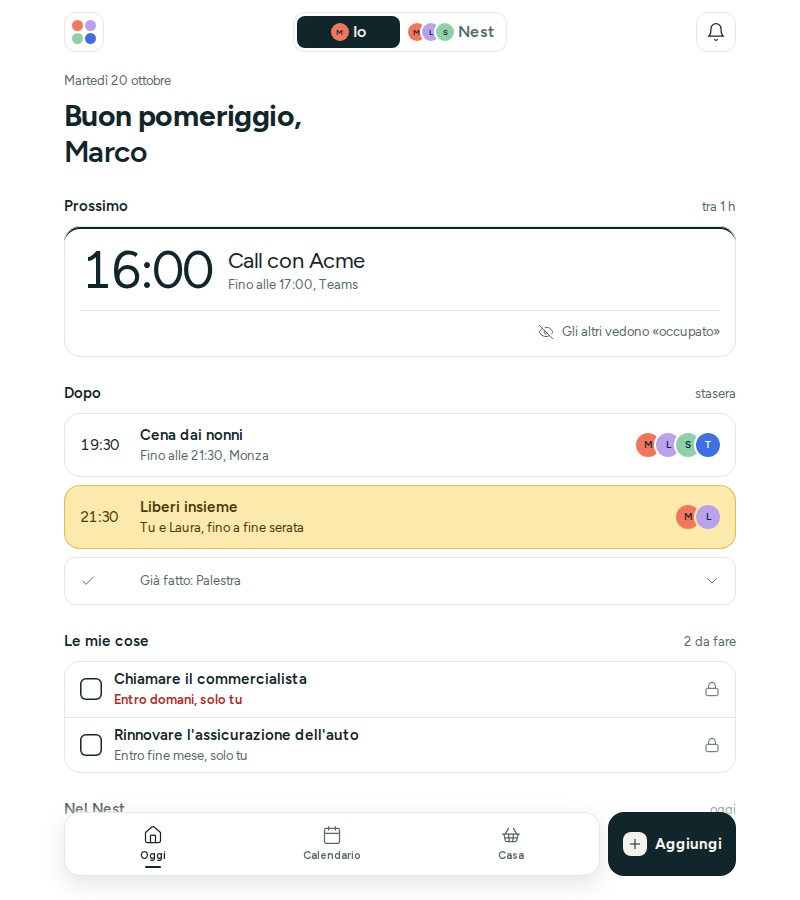 M Io
M L S Nest
Martedì 20 ottobre
Buon pomeriggio,
Marco
Prossimo
tra 1 h
16:00
Call con Acme
Fino alle 17:00, Teams
Gli altri vedono «occupato»
Dopo
stasera
19:30
Cena dai nonni
Fino alle 21:30, Monza
M L S T
21:30
Liberi insieme
Tu e Laura, fino a fine serata
M L
Già fatto: Palestra
Le mie cose
2 da fare
Chiamare il commercialista
Entro domani, solo tu
Rinnovare l'assicurazione dell'auto
Entro fine mese, solo tu
Nel Nest
oggi
Oggi
Calendario
Casa
Aggiungi